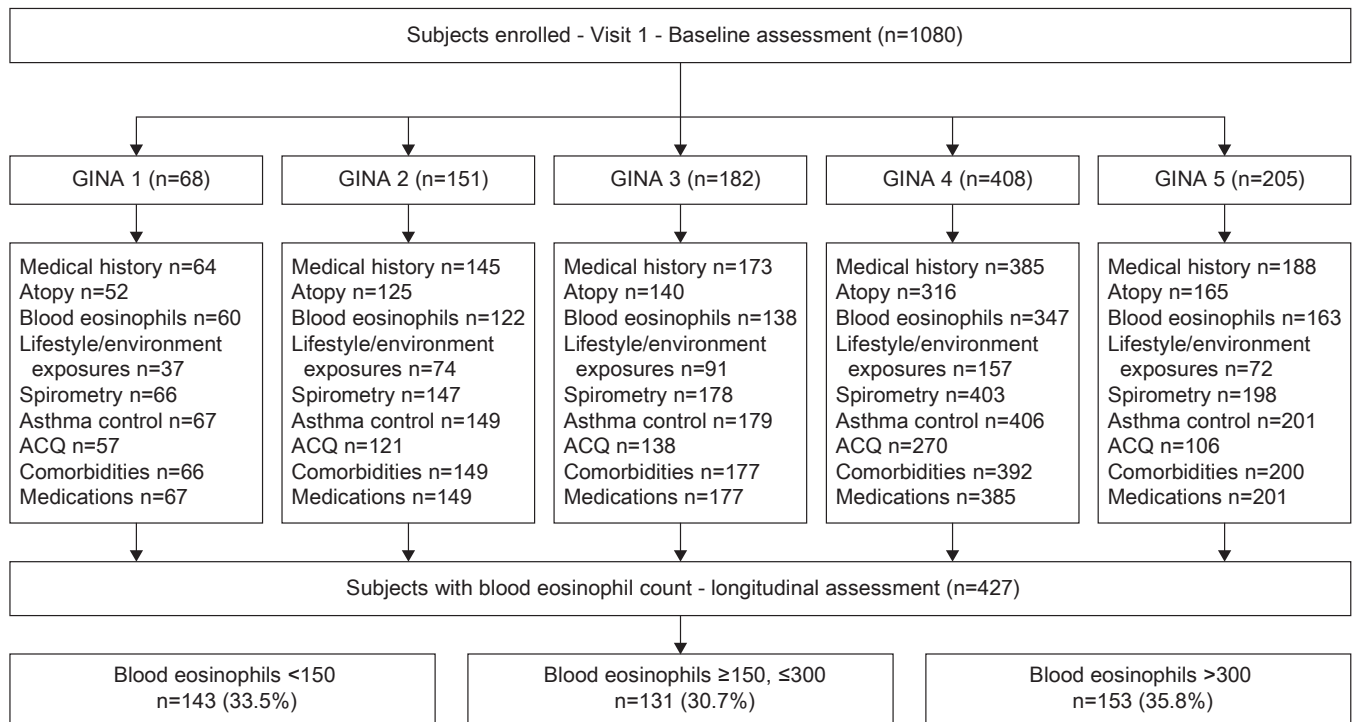 Subjects enrolled - Visit 1 - Baseline assessment (n=1080)
GINA 1 (n=68)
GINA 2 (n=151)
GINA 3 (n=182)
GINA 4 (n=408)
GINA 5 (n=205)
Medical history n=64
Atopy n=52
Blood eosinophils n=60
Lifestyle/environment
exposures n=37
Spirometry n=66
Asthma control n=67
ACQ n=57
Comorbidities n=66
Medications n=67
Medical history n=145
Atopy n=125
Blood eosinophils n=122
Lifestyle/environment
exposures n=74
Spirometry n=147
Asthma control n=149
ACQ n=121
Comorbidities n=149
Medications n=149
Medical history n=173
Atopy n=140
Blood eosinophils n=138
Lifestyle/environment
exposures n=91
Spirometry n=178
Asthma control n=179
ACQ n=138
Comorbidities n=177
Medications n=177
Medical history n=385
Atopy n=316
Blood eosinophils n=347
Lifestyle/environment
exposures n=157
Spirometry n=403
Asthma control n=406
ACQ n=270
Comorbidities n=392
Medications n=385
Medical history n=188
Atopy n=165
Blood eosinophils n=163
Lifestyle/environment
exposures n=72
Spirometry n=198
Asthma control n=201
ACQ n=106
Comorbidities n=200
Medications n=201
Subjects with blood eosinophil count - longitudinal assessment (n=427)
Blood eosinophils <150
n=143 (33.5%)
Blood eosinophils ≥150, ≤300
n=131 (30.7%)
Blood eosinophils >300
n=153 (35.8%)